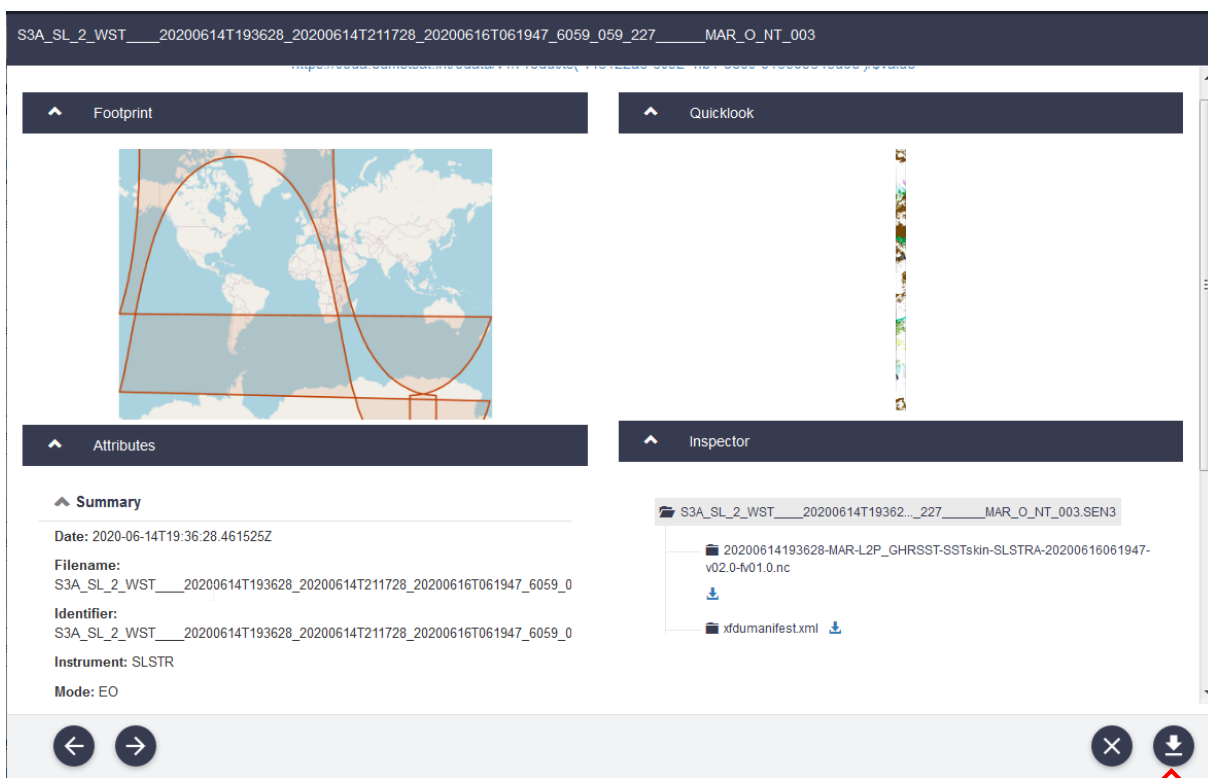 S3A_SL_2_WST____20200614T193628_20200614T211728_20200616T061947_6059_059_227______MAR_O_NT_003
Footprint
Quicklook
Attributes
Summary
Date: 2020-06-14T19:36:28.461525Z
Filename:
S3A_SL_2_WST____20200614T193628_20200614T211728_20200616T061947_6059_0
Identifier:
S3A_SL_2_WST____20200614T193628_20200614T211728_20200616T061947_6059_0
Instrument: SLSTR
Mode: EO
Inspector
S3A_SL_2_WST____20200614T19362..._227______MAR_O_NT_003.SEN3
20200614193628-MAR-L2P_GHRSST-SSTskin-SLSTRA-20200616061947-
v02.0-fv01.0.nc
xfdumanifest.xml